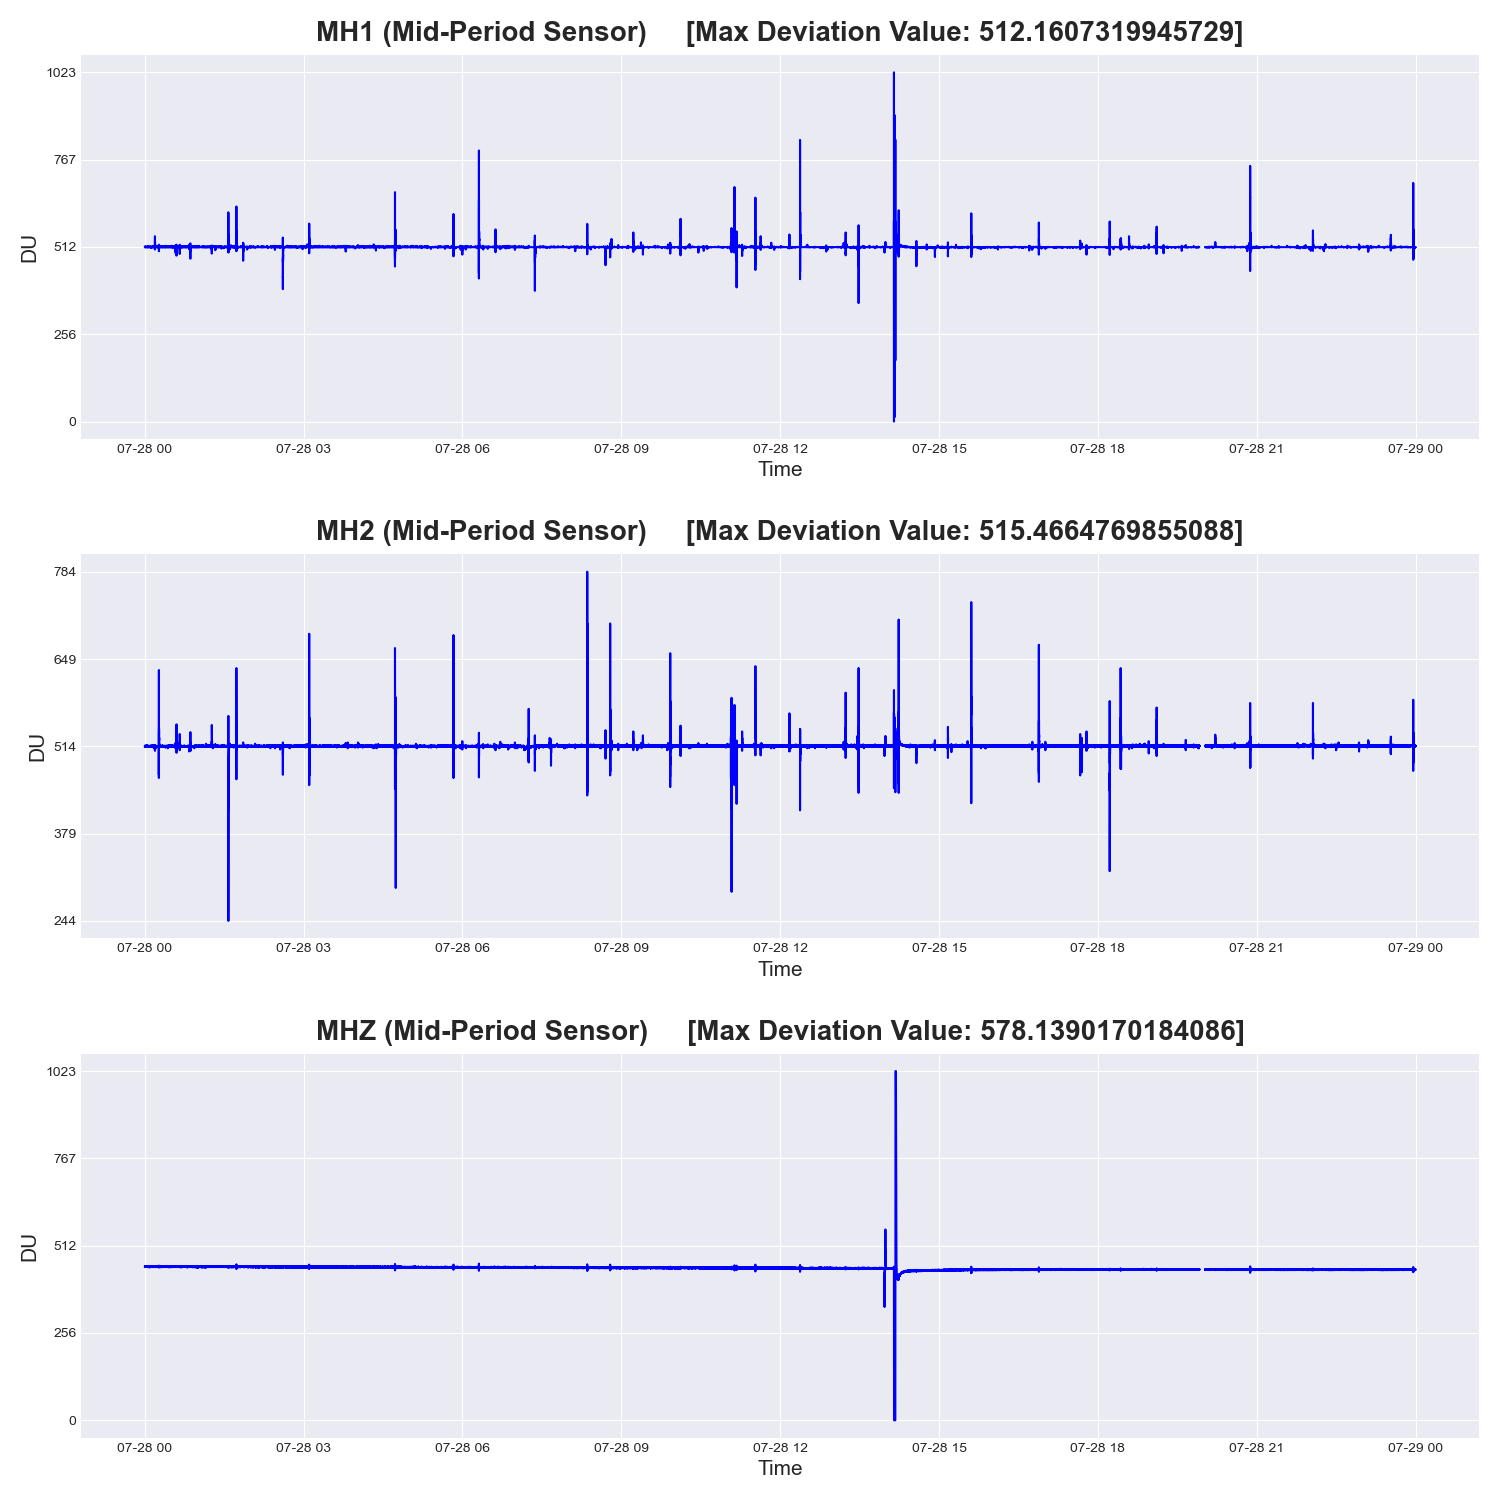 MH1 (Mid-Period Sensor) [Max Deviation Value: 512.1607319945729]
1023
767
512
256
0
DU
07-28 00 07-28 03 07-28 06 07-28 09 07-28 12 07-28 15 07-28 18 07-28 21 07-29 00
Time
MH2 (Mid-Period Sensor) [Max Deviation Value: 515.4664769855088]
784
649
514
379
244
DU
07-28 00 07-28 03 07-28 06 07-28 09 07-28 12 07-28 15 07-28 18 07-28 21 07-29 00
Time
MHZ (Mid-Period Sensor) [Max Deviation Value: 578.1390170184086]
1023
767
512
256
0
DU
07-28 00 07-28 03 07-28 06 07-28 09 07-28 12 07-28 15 07-28 18 07-28 21 07-29 00
Time